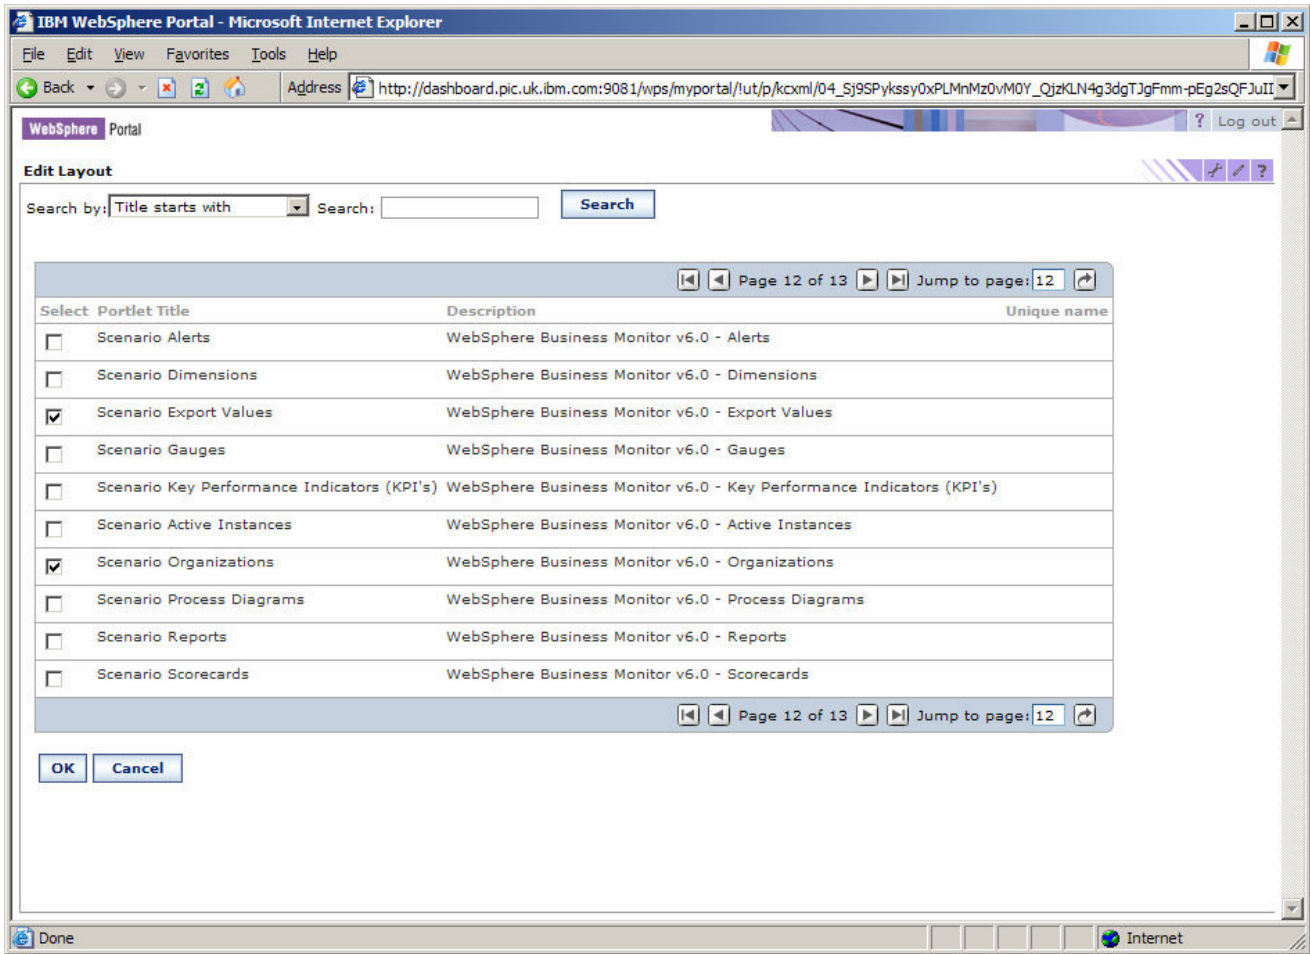 IBM WebSphere Portal - Microsoft Internet Explorer
File Edit View Favorites Tools Help
Back Address http://dashboard.pic.uk.ibm.com:9081/wps/myportal/!ut/p/kcxml/04_Sj9SPykssy0xPLMnMz0vM0Y_QjzKLN4g3dgTJgFmm-pEg2sQFJuII
WebSphere Portal ? Log out
Edit Layout ?
Search by: Title starts with Search: Search
Page 12 of 13 Jump to page: 12
Select Portlet Title Description Unique name
Scenario Alerts WebSphere Business Monitor v6.0 - Alerts
Scenario Dimensions WebSphere Business Monitor v6.0 - Dimensions
Scenario Export Values WebSphere Business Monitor v6.0 - Export Values
Scenario Gauges WebSphere Business Monitor v6.0 - Gauges
Scenario Key Performance Indicators (KPI's) WebSphere Business Monitor v6.0 - Key Performance Indicators (KPI's)
Scenario Active Instances WebSphere Business Monitor v6.0 - Active Instances
Scenario Organizations WebSphere Business Monitor v6.0 - Organizations
Scenario Process Diagrams WebSphere Business Monitor v6.0 - Process Diagrams
Scenario Reports WebSphere Business Monitor v6.0 - Reports
Scenario Scorecards WebSphere Business Monitor v6.0 - Scorecards
Page 12 of 13 Jump to page: 12
OK Cancel
Done Internet